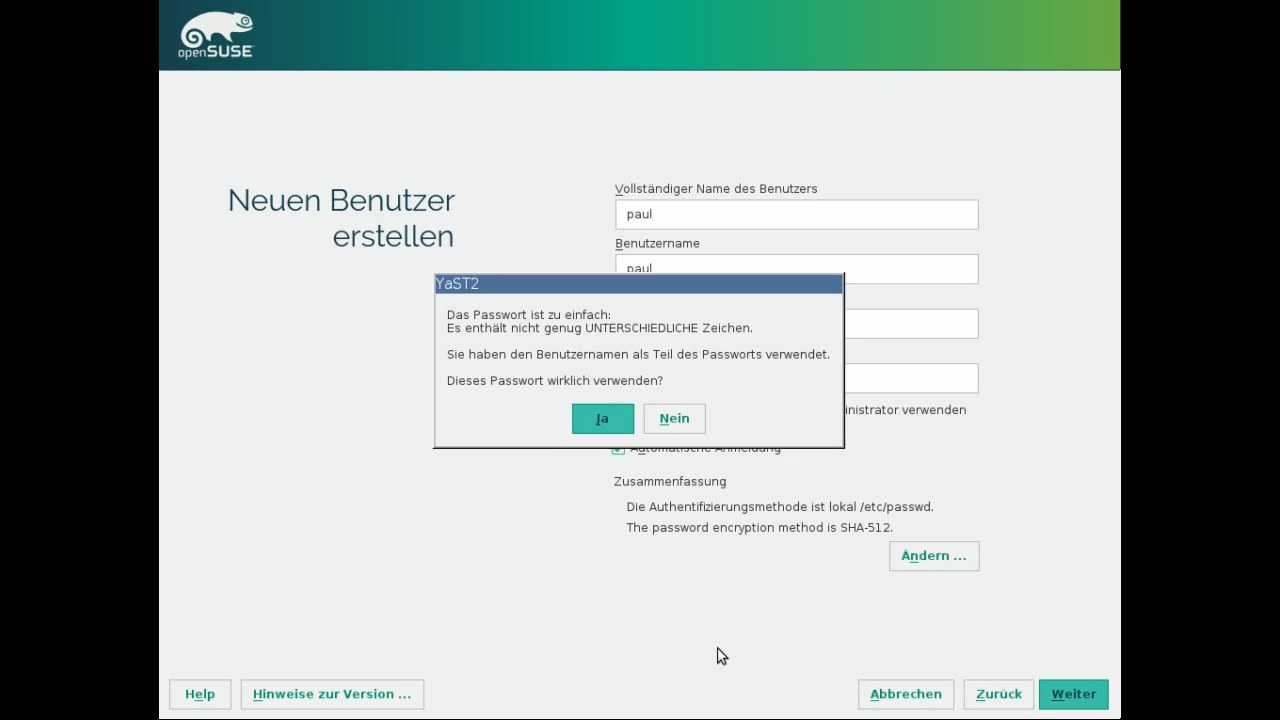 openSUSE
Neuen Benutzer
erstellen
Vollständiger Name des Benutzers
paul
Benutzername
paul
YaST2
Das Passwort ist zu einfach:
Es enthält nicht genug UNTERSCHIEDLICHE Zeichen.
Sie haben den Benutzernamen als Teil des Passworts verwendet.
Dieses Passwort wirklich verwenden?
Ja
Nein
verwenden
Automatische Anmeldung
Zusammenfassung
Die Authentifizierungsmethode ist lokal /etc/passwd.
The password encryption method is SHA-512.
Ändern ...
Help
Hinweise zur Version ...
Abbrechen
Zurück
Weiter